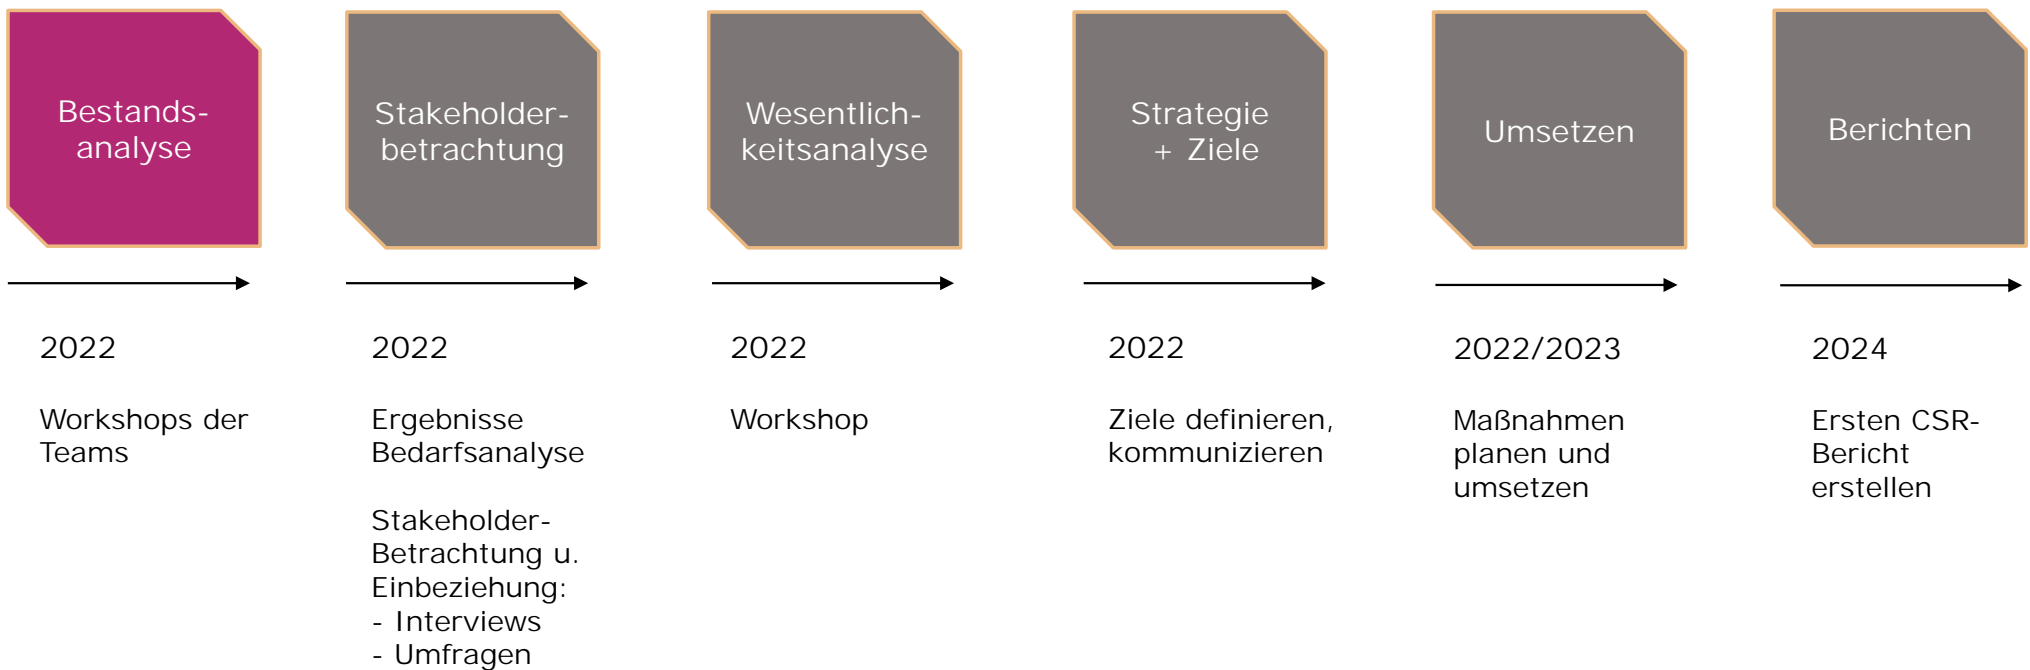 Bestands-
analyse
Stakeholder-
betrachtung
Wesentlich-
keitsanalyse
Strategie
+ Ziele
Umsetzen
Berichten
2022
Workshops der
Teams
2022
Ergebnisse
Bedarfsanalyse
Stakeholder-
Betrachtung u.
Einbeziehung:
- Interviews
- Umfragen
2022
Workshop
2022
Ziele definieren,
kommunizieren
2022/2023
Maßnahmen
planen und
umsetzen
2024
Ersten CSR-
Bericht
erstellen